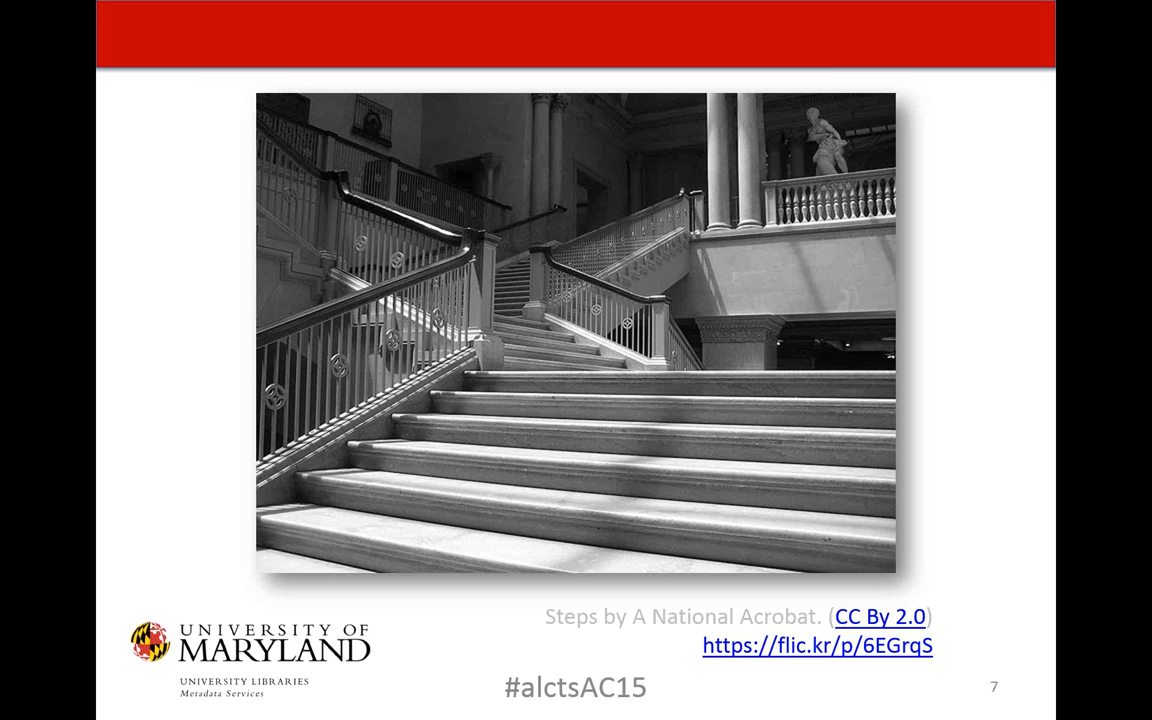 Steps by A National Acrobat. (CC By 2.0)
https://flic.kr/p/6EGrqS
UNIVERSITY OF
MARYLAND
UNIVERSITY LIBRARIES
Metadata Services
#alctsAC15
7